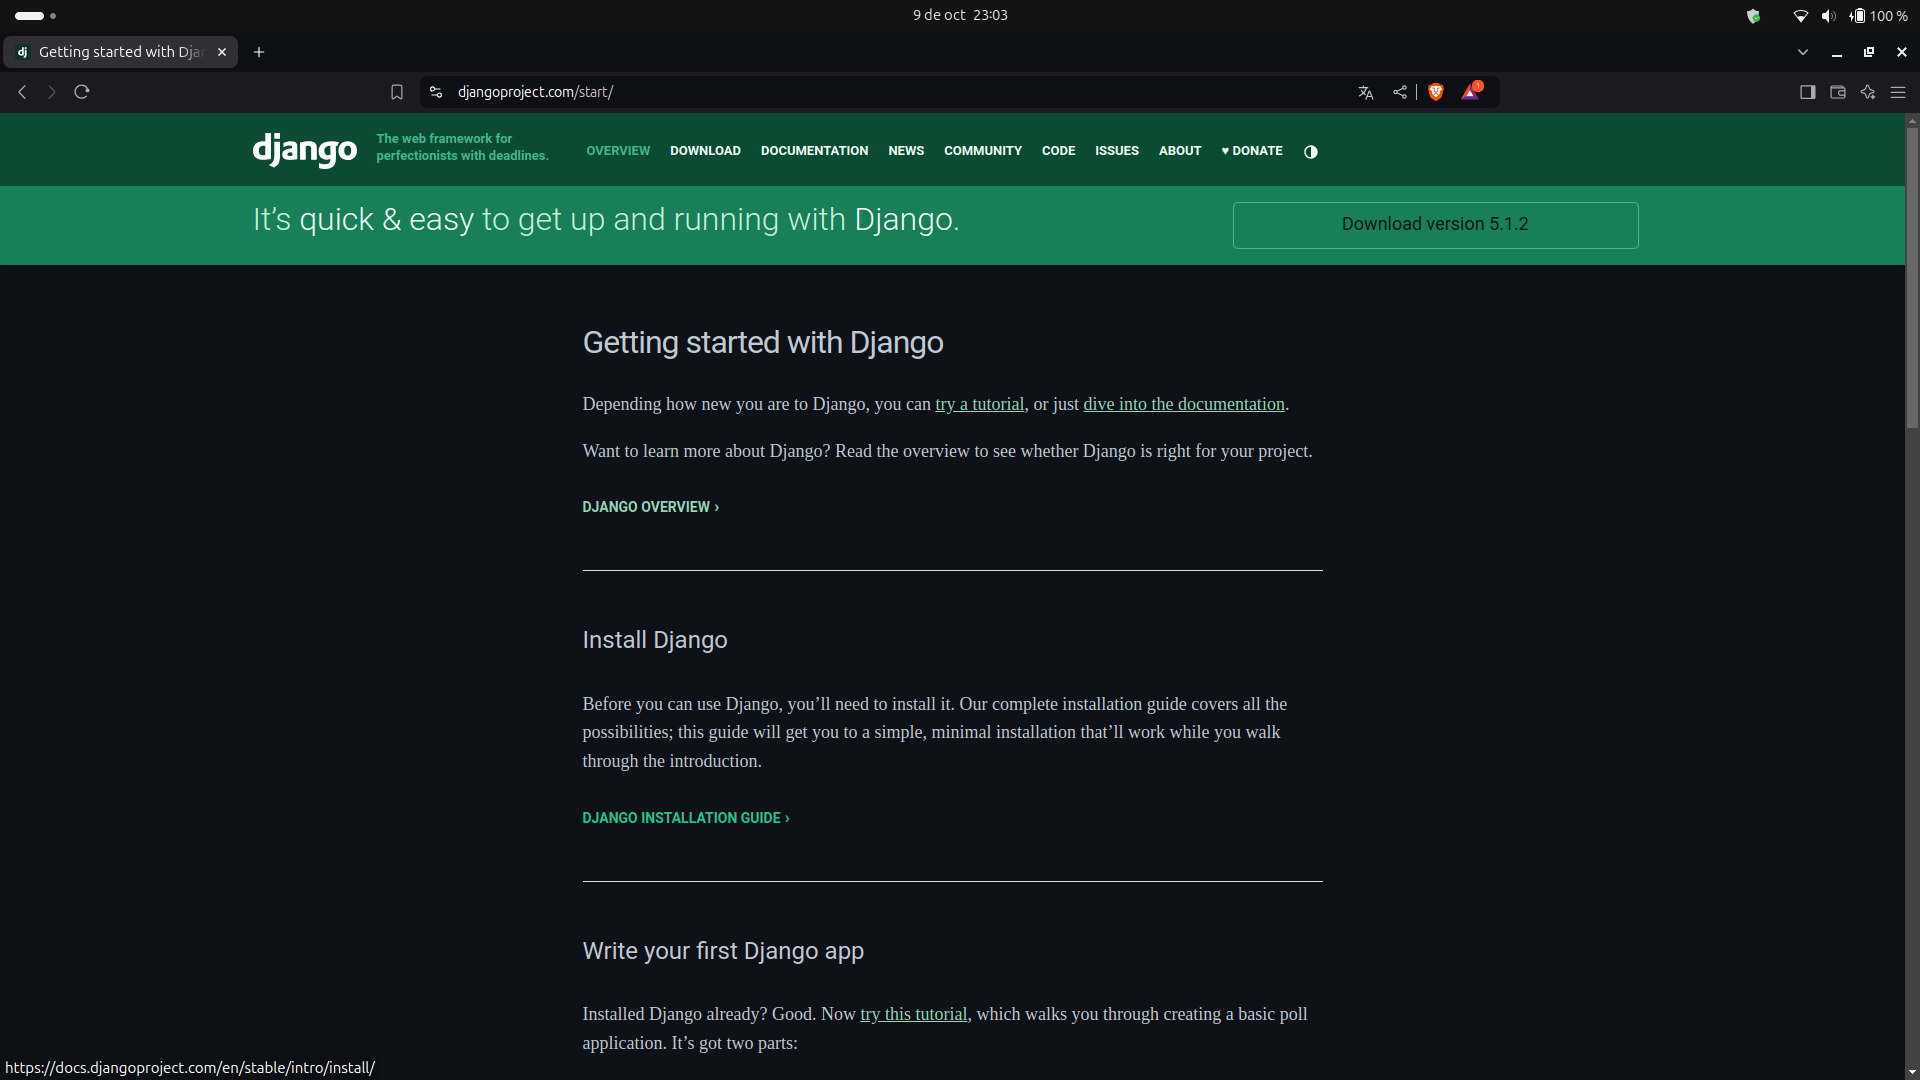 9 de oct 23:03
100 %
dj Getting started with Djan
djangoproject.com/start/
1
django
The web framework for
perfectionists with deadlines.
OVERVIEW DOWNLOAD DOCUMENTATION NEWS COMMUNITY CODE ISSUES ABOUT ♥ DONATE
It’s quick & easy to get up and running with Django.
Download version 5.1.2
Getting started with Django
Depending how new you are to Django, you can try a tutorial, or just dive into the documentation.
Want to learn more about Django? Read the overview to see whether Django is right for your project.
DJANGO OVERVIEW ›
Install Django
Before you can use Django, you’ll need to install it. Our complete installation guide covers all the
possibilities; this guide will get you to a simple, minimal installation that’ll work while you walk
through the introduction.
DJANGO INSTALLATION GUIDE ›
Write your first Django app
Installed Django already? Good. Now try this tutorial, which walks you through creating a basic poll
application. It’s got two parts:
https://docs.djangoproject.com/en/stable/intro/install/